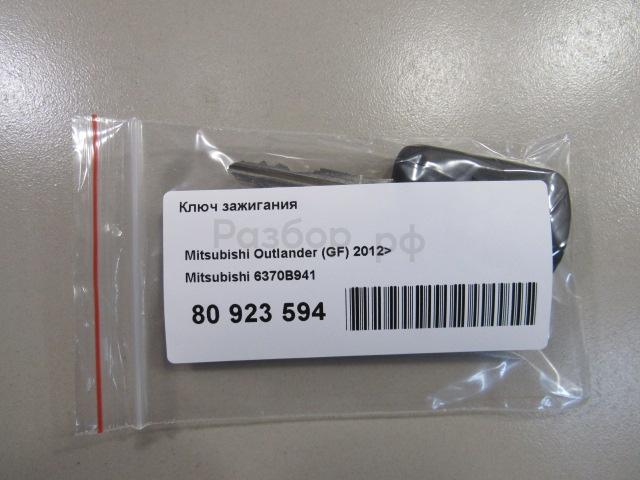 Ключ зажигания
Разбор.рф
Mitsubishi Outlander (GF) 2012>
Mitsubishi 6370B941
80 923 594